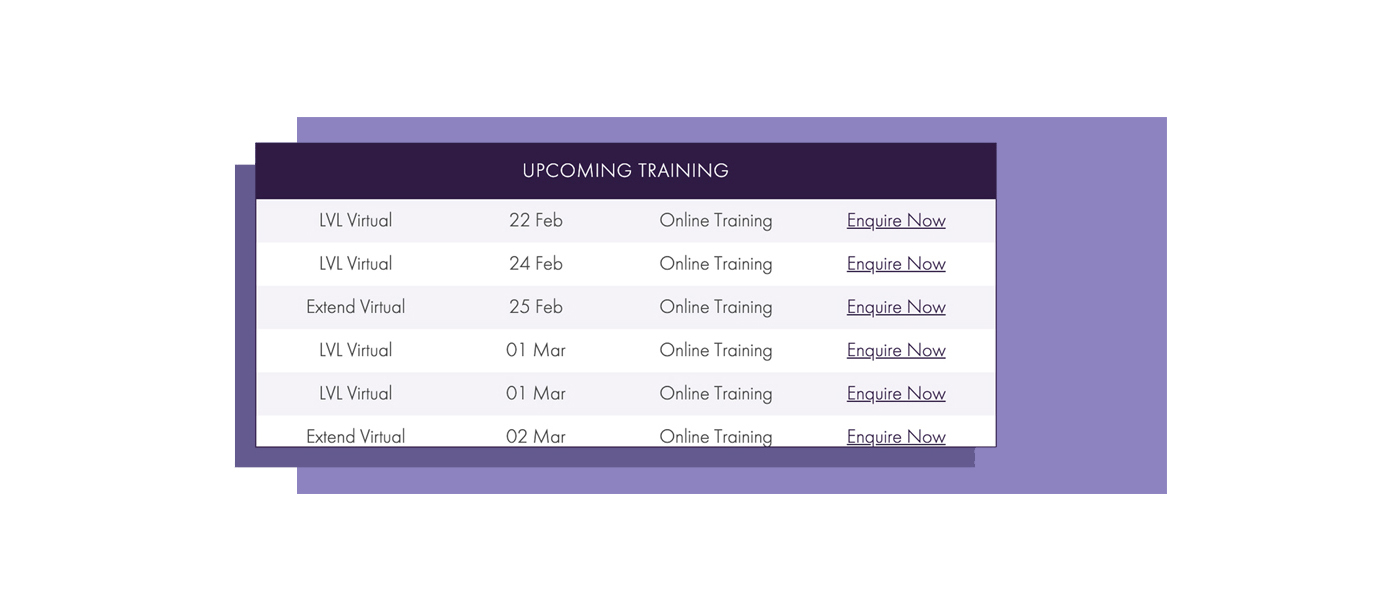 UPCOMING TRAINING
LVL Virtual 22 Feb Online Training Enquire Now
LVL Virtual 24 Feb Online Training Enquire Now
Extend Virtual 25 Feb Online Training Enquire Now
LVL Virtual 01 Mar Online Training Enquire Now
LVL Virtual 01 Mar Online Training Enquire Now
Extend Virtual 02 Mar Online Training Enquire Now